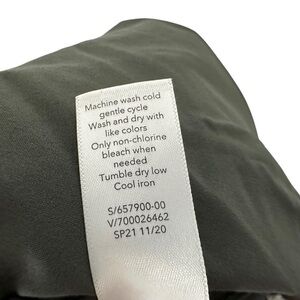 Machine wash cold
gentle cycle
Wash and dry with
like colors
Only non-chlorine
bleach when
needed
Tumble dry low
Cool iron
S/657900-00
V/700026462
SP21 11/20